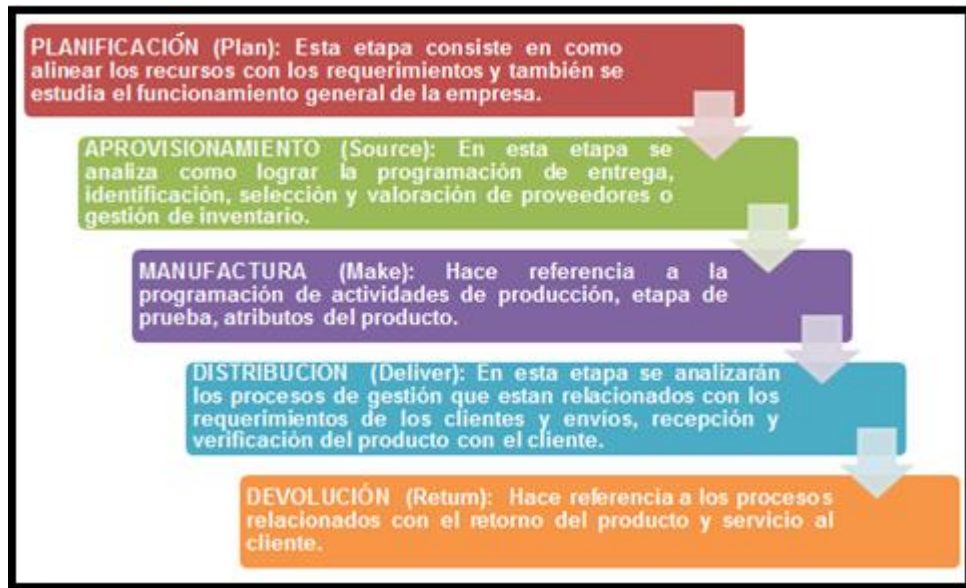 PLANIFICACIÓN (Plan): Esta etapa consiste en como
alinear los recursos con los requerimientos y también se
estudia el funcionamiento general de la empresa.
APROVISIONAMIENTO (Source): En esta etapa se
analiza como lograr la programación de entrega,
identificación, selección y valoración de proveedores o
gestión de inventario.
MANUFACTURA (Make): Hace referencia a la
programación de actividades de producción, etapa de
prueba, atributos del producto.
DISTRIBUCIÓN (Deliver): En esta etapa se analizarán
los procesos de gestión que estan relacionados con los
requerimientos de los clientes y envíos, recepción y
verificación del producto con el cliente.
DEVOLUCIÓN (Return): Hace referencia a los procesos
relacionados con el retorno del producto y servicio al
cliente.